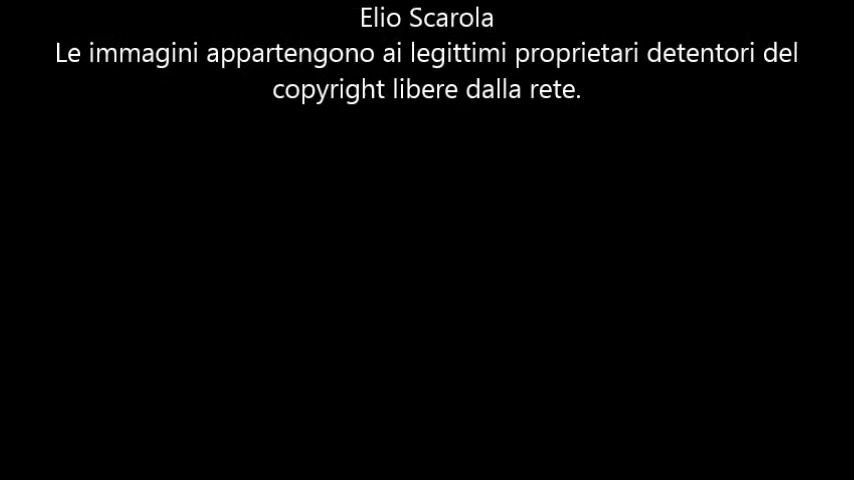 Elio Scarola
Le immagini appartengono ai legittimi proprietari detentori del
copyright libere dalla rete.